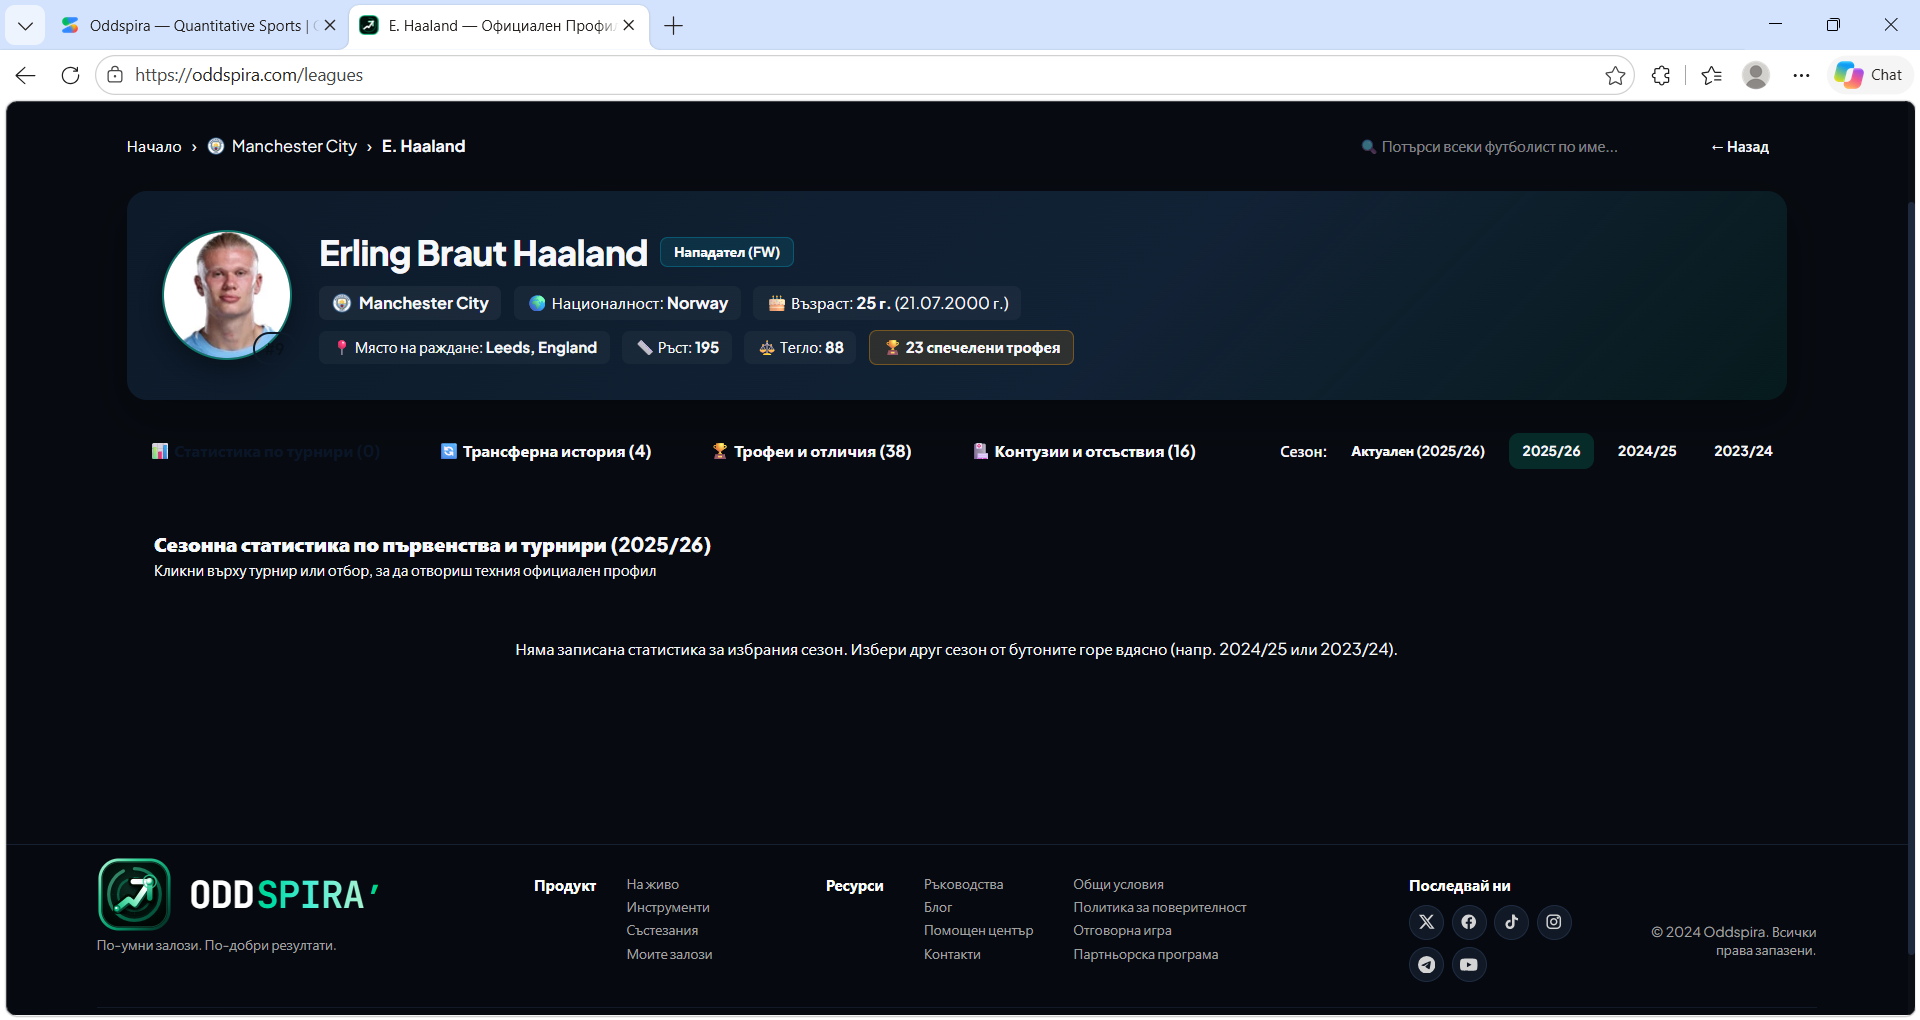 Oddspira — Quantitative Sports |
E. Haaland — Официален Профи
https://oddspira.com/leagues
Chat
Начало › Manchester City › E. Haaland
Потърси всеки футболист по име...
← Назад
Erling Braut Haaland
Нападател (FW)
Manchester City
Националност: Norway
Възраст: 25 г. (21.07.2000 г.)
Място на раждане: Leeds, England
Ръст: 195
Тегло: 88
23 спечелени трофея
Статистика по турнири (0)
Трансферна история (4)
Трофеи и отличия (38)
Контузии и отсъствия (16)
Сезон:
Актуален (2025/26)
2025/26
2024/25
2023/24
Сезонна статистика по първенства и турнири (2025/26)
Кликни върху турнир или отбор, за да отвориш техния официален профил
Няма записана статистика за избрания сезон. Избери друг сезон от бутоните горе вдясно (напр. 2024/25 или 2023/24).
ODDSPIRA
По-умни залози. По-добри резултати.
Продукт
На живо
Инструменти
Състезания
Моите залози
Ресурси
Ръководства
Блог
Помощен център
Контакти
Общи условия
Политика за поверителност
Отговорна игра
Партньорска програма
Последвай ни
© 2024 Oddspira. Всички
права запазени.